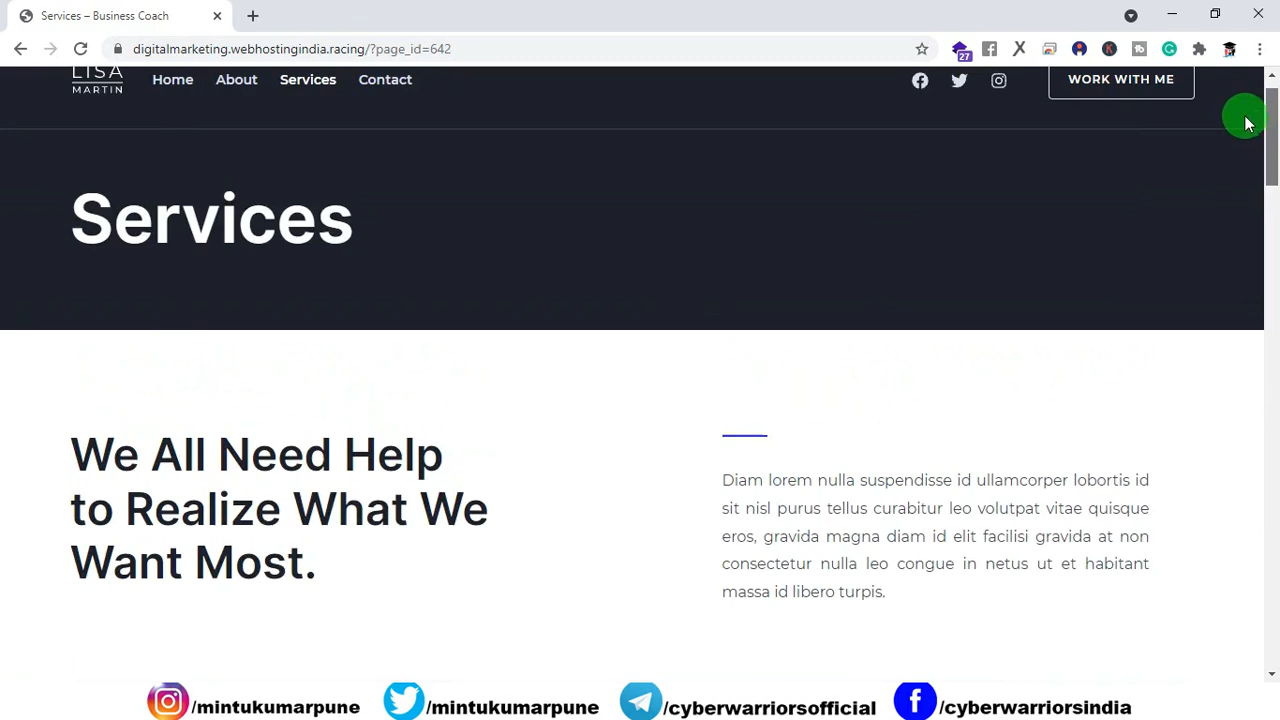 Services – Business Coach
digitalmarketing.webhostingindia.racing/?page_id=642
27
LISA
MARTIN
Home About Services Contact
WORK WITH ME
Services
We All Need Help
to Realize What We
Want Most.
Diam lorem nulla suspendisse id ullamcorper lobortis id
sit nisl purus tellus curabitur leo volutpat vitae quisque
eros, gravida magna diam id elit facilisi gravida at non
consectetur nulla leo congue in netus ut et habitant
massa id libero turpis.
/mintukumarpune /mintukumarpune /cyberwarriorsofficial /cyberwarriorsindia